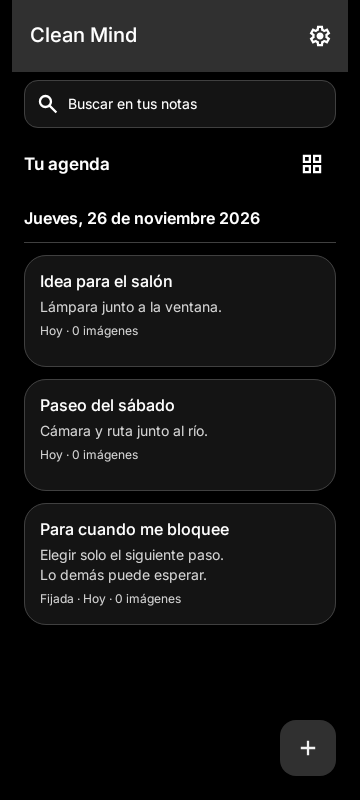 Clean Mind
Buscar en tus notas
Tu agenda
Jueves, 26 de noviembre 2026
Idea para el salón
Lámpara junto a la ventana.
Hoy · 0 imágenes
Paseo del sábado
Cámara y ruta junto al río.
Hoy · 0 imágenes
Para cuando me bloquee
Elegir solo el siguiente paso.
Lo demás puede esperar.
Fijada · Hoy · 0 imágenes